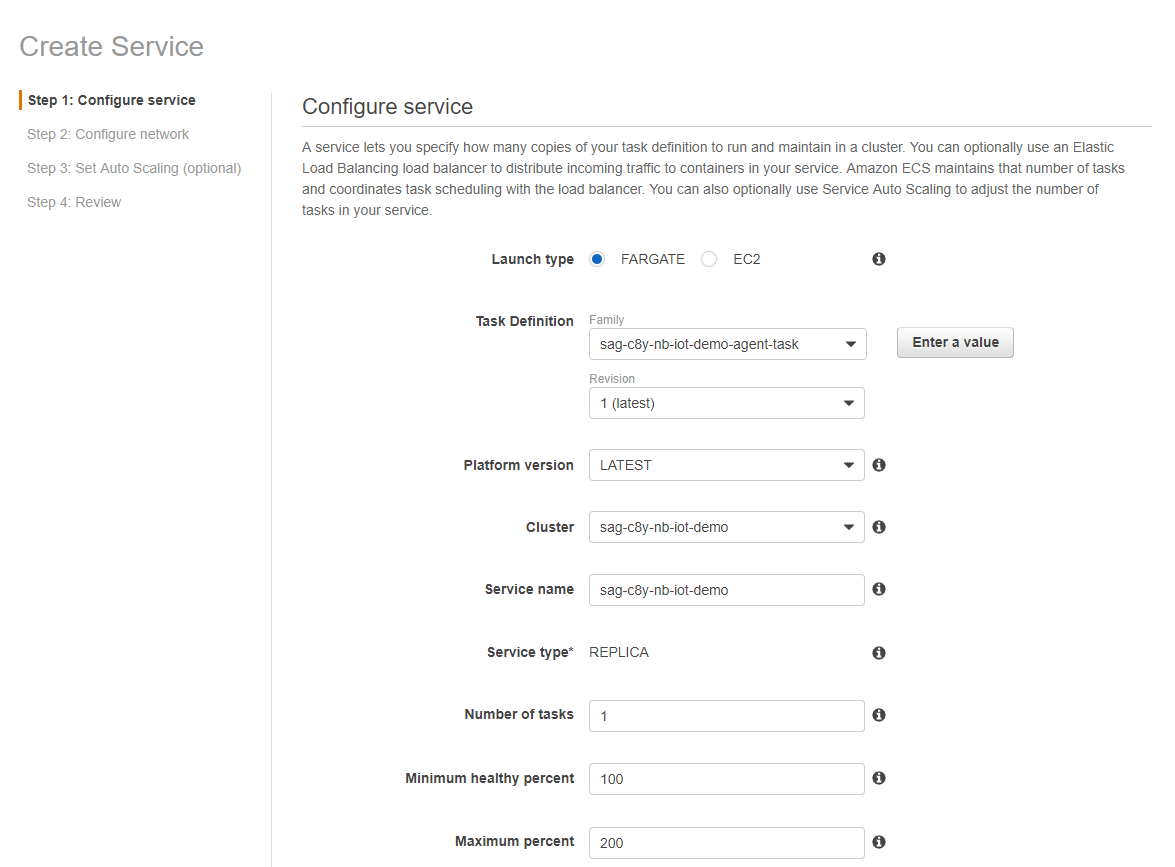 Create Service
Step 1: Configure service
Step 2: Configure network
Step 3: Set Auto Scaling (optional)
Step 4: Review
Configure service
A service lets you specify how many copies of your task definition to run and maintain in a cluster. You can optionally use an Elastic
Load Balancing load balancer to distribute incoming traffic to containers in your service. Amazon ECS maintains that number of tasks
and coordinates task scheduling with the load balancer. You can also optionally use Service Auto Scaling to adjust the number of
tasks in your service.
Launch type FARGATE EC2
Task Definition Family
sag-c8y-nb-iot-demo-agent-task Enter a value
Revision
1 (latest)
Platform version LATEST
Cluster sag-c8y-nb-iot-demo
Service name sag-c8y-nb-iot-demo
Service type* REPLICA
Number of tasks 1
Minimum healthy percent 100
Maximum percent 200